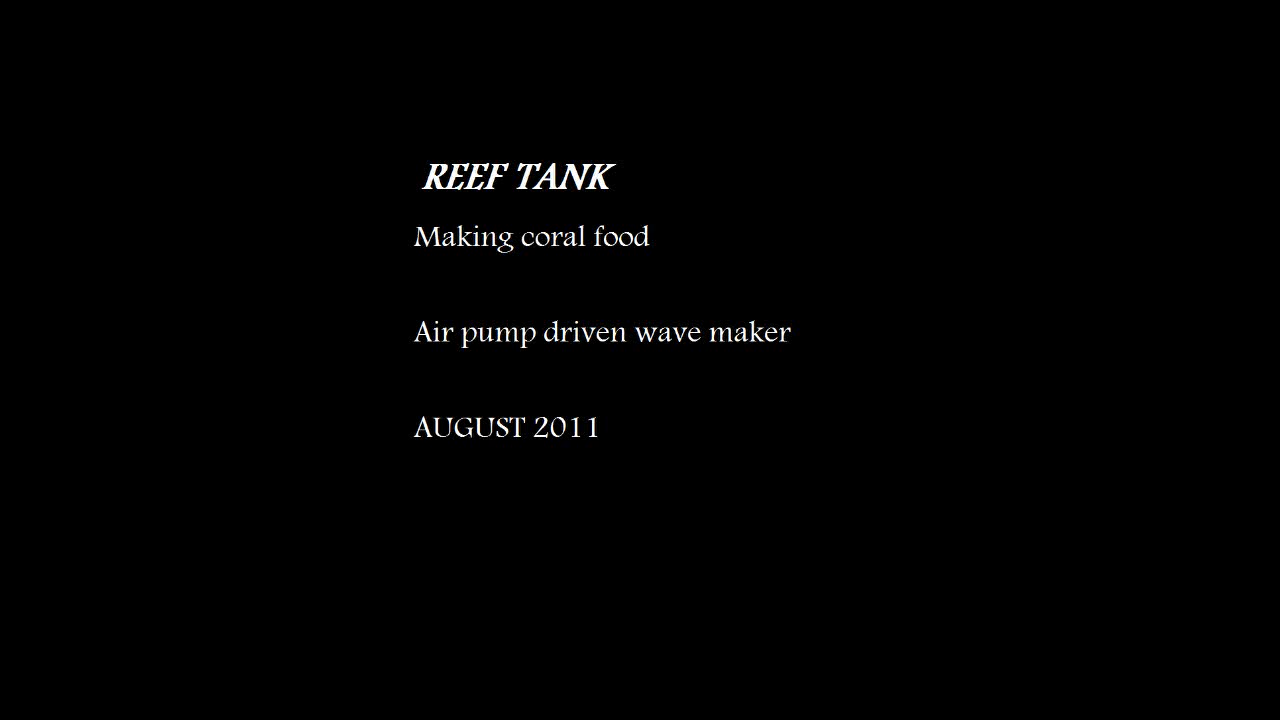 REEF TANK
Making coral food
Air pump driven wave maker
AUGUST 2011